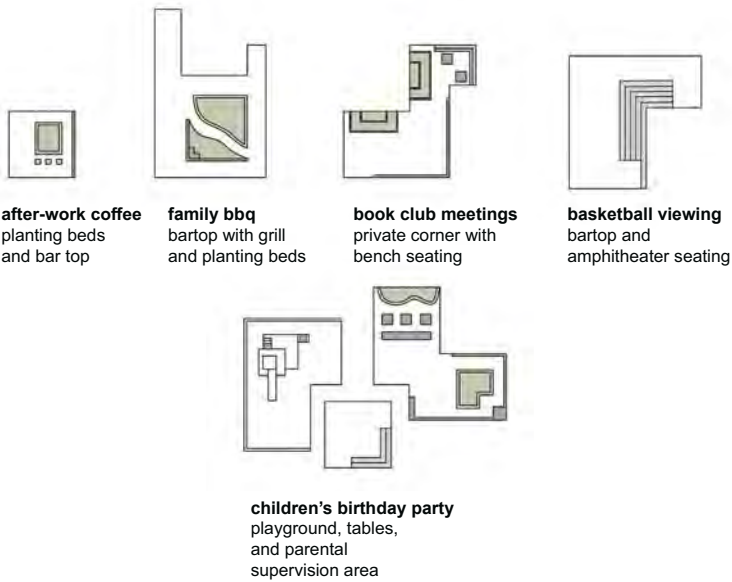 after-work coffee
planting beds
and bar top
family bbq
bartop with grill
and planting beds
book club meetings
private corner with
bench seating
basketball viewing
bartop and
amphitheater seating
children's birthday party
playground, tables,
and parental
supervision area